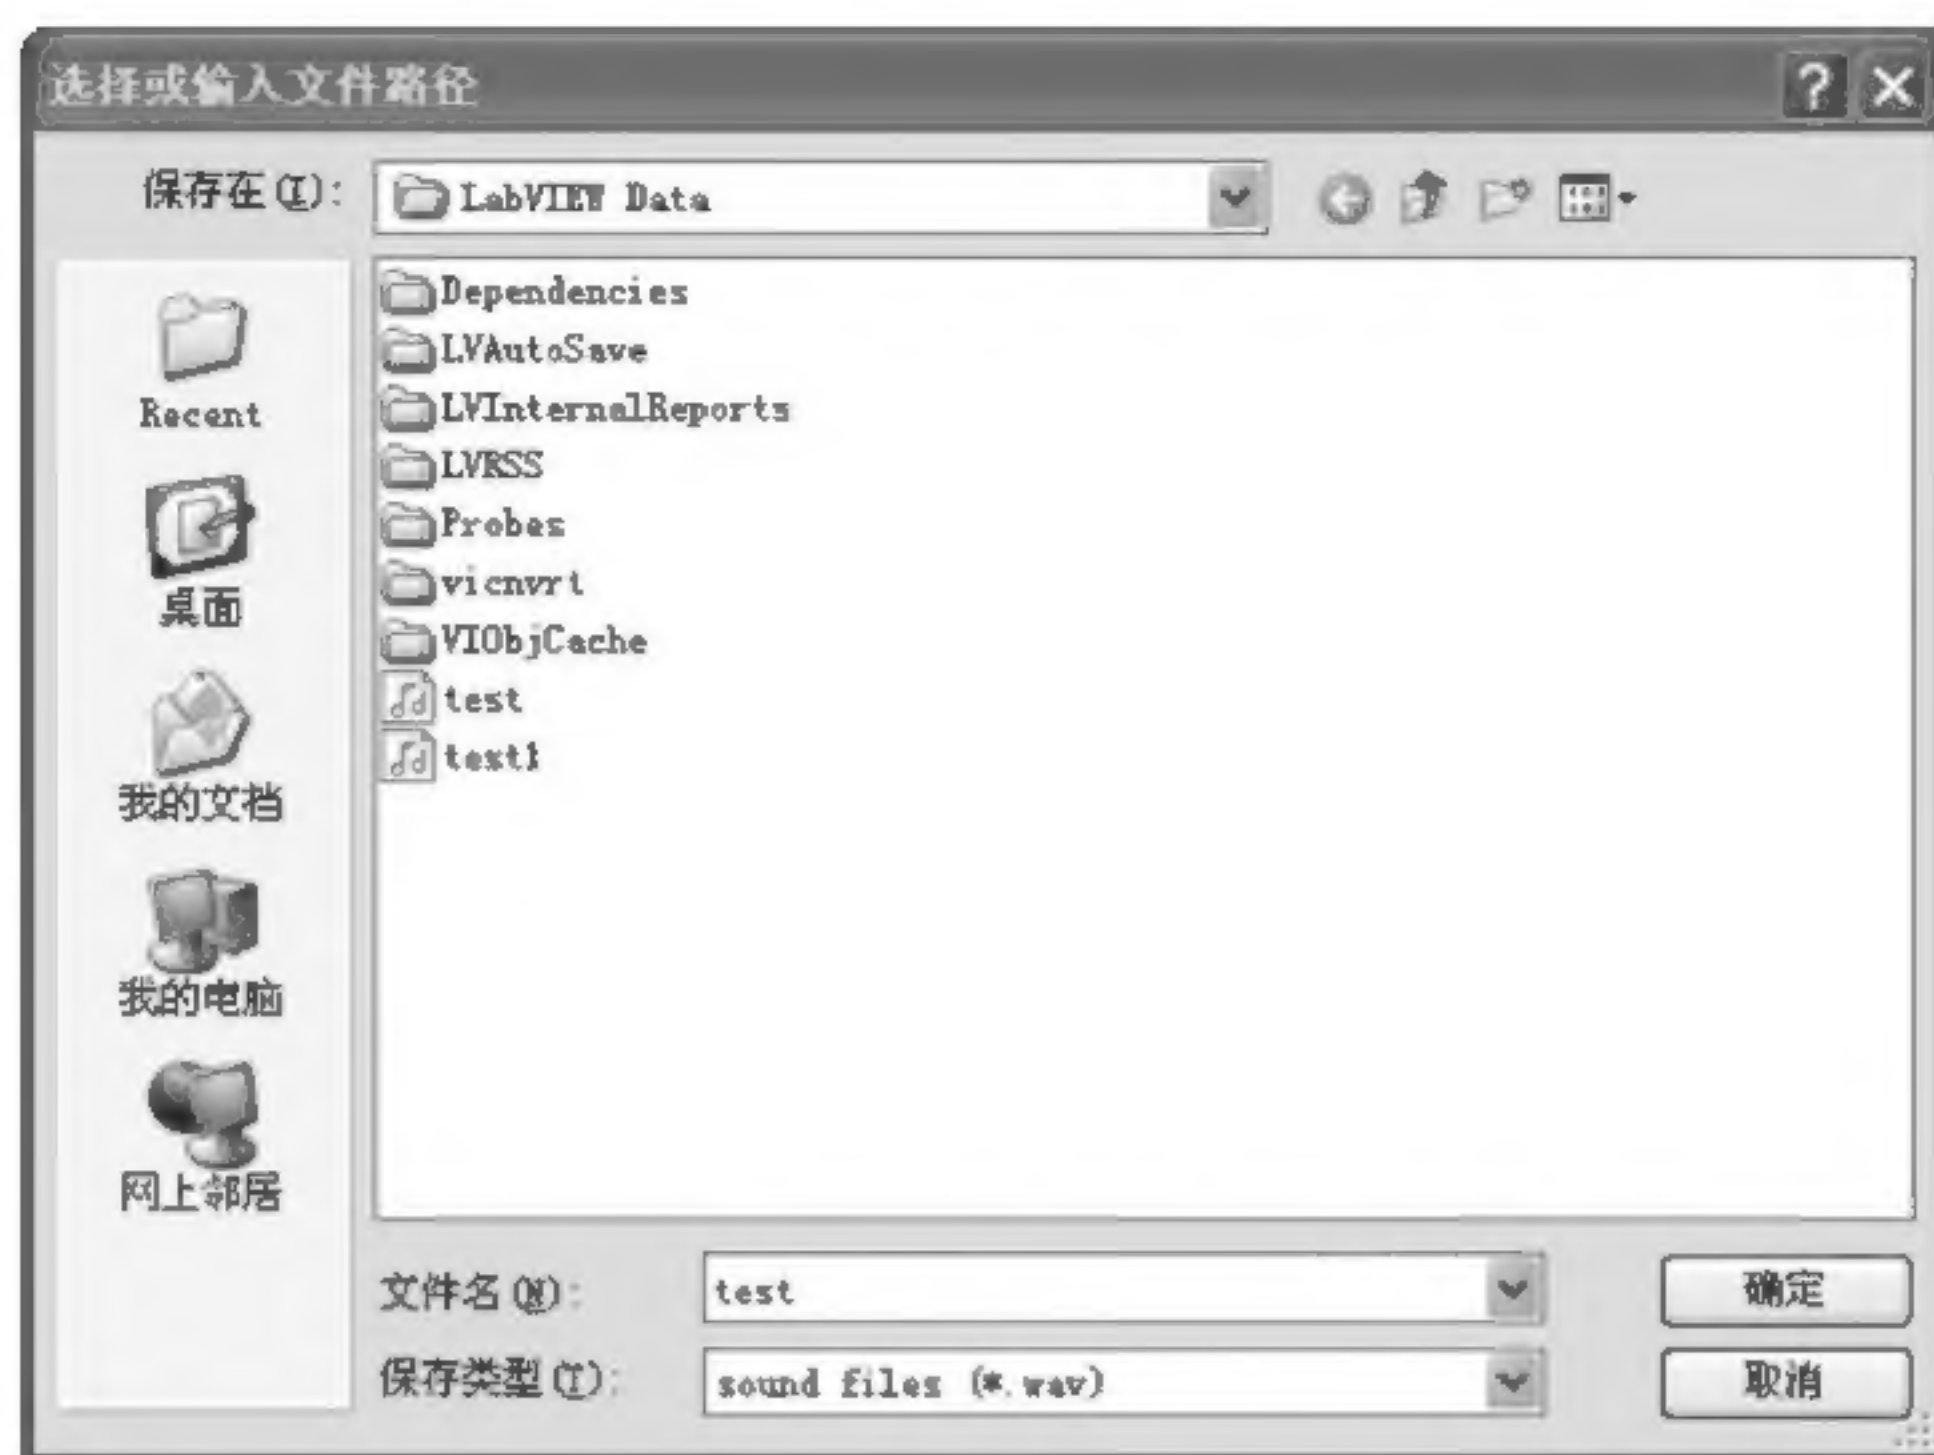 选择或输入文件路径
保存在(I): LabVIEW Data
Recent
桌面
我的文档
我的电脑
网上邻居
Dependencies
LVAutoSave
LVInternalReports
LVRSS
Probes
vicnvrt
VIObjCache
test
test1
文件名(N): test 确定
保存类型(T): sound files (*.wav) 取消